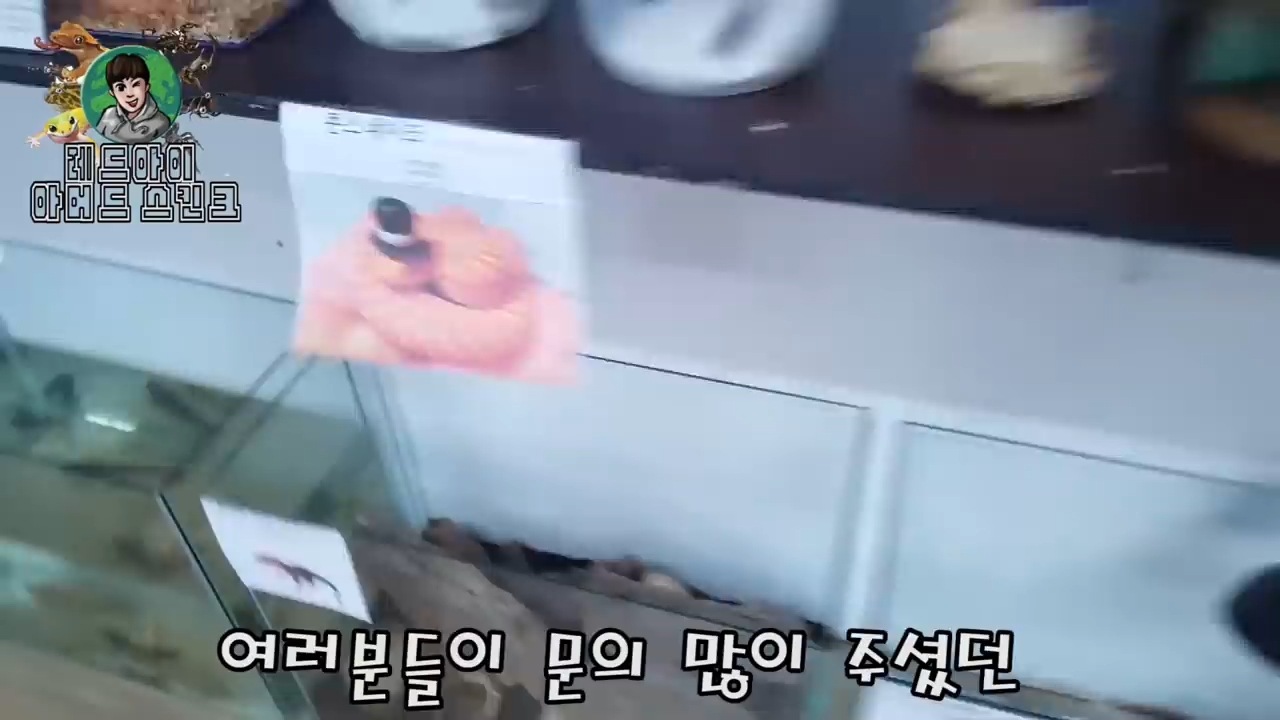 레드아이
아머드 스킨크
여러분들이 문의 많이 주셨던